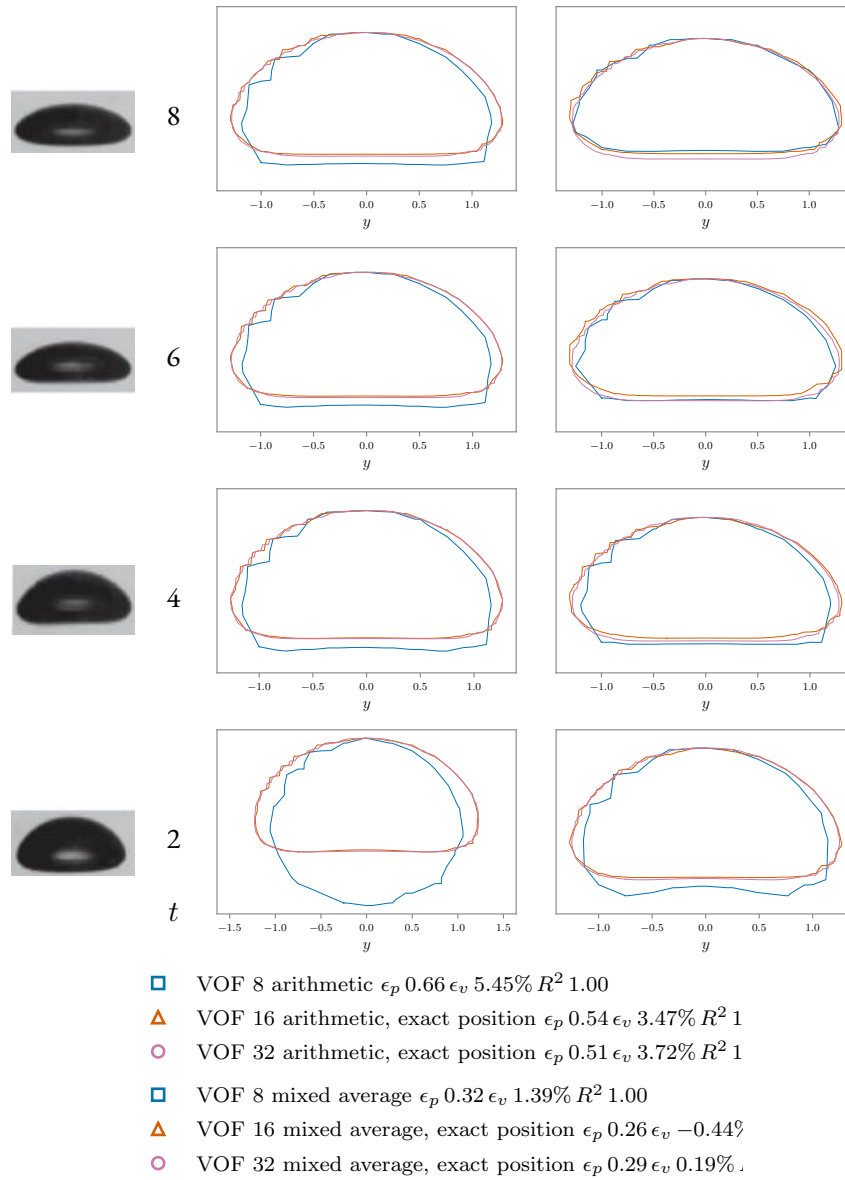 8
−1.0 −0.5 0.0 0.5 1.0
y
−1.0 −0.5 0.0 0.5 1.0
y
6
−1.0 −0.5 0.0 0.5 1.0
y
−1.0 −0.5 0.0 0.5 1.0
y
4
−1.0 −0.5 0.0 0.5 1.0
y
−1.0 −0.5 0.0 0.5 1.0
y
2
t
−1.5 −1.0 −0.5 0.0 0.5 1.0 1.5
y
−1.0 −0.5 0.0 0.5 1.0
y
VOF 8 arithmetic ϵp 0.66 ϵv 5.45% R² 1.00
VOF 16 arithmetic, exact position ϵp 0.54 ϵv 3.47% R² 1
VOF 32 arithmetic, exact position ϵp 0.51 ϵv 3.72% R² 1
VOF 8 mixed average ϵp 0.32 ϵv 1.39% R² 1.00
VOF 16 mixed average, exact position ϵp 0.26 ϵv −0.44%
VOF 32 mixed average, exact position ϵp 0.29 ϵv 0.19%